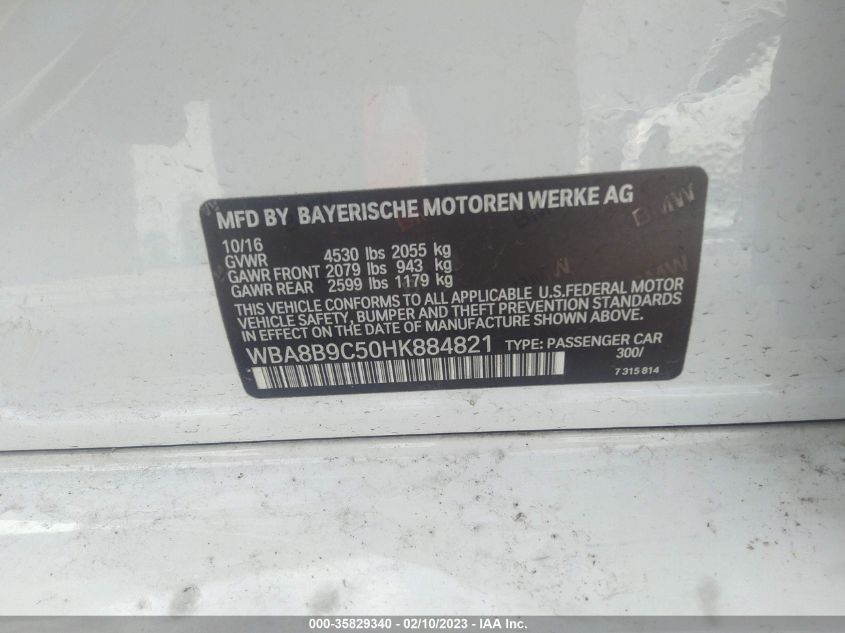 MFD BY BAYERISCHE MOTOREN WERKE AG
10/16
GVWR 4530 lbs 2055 kg
GAWR FRONT 2079 lbs 943 kg
GAWR REAR 2599 lbs 1179 kg
THIS VEHICLE CONFORMS TO ALL APPLICABLE U.S.FEDERAL MOTOR
VEHICLE SAFETY, BUMPER AND THEFT PREVENTION STANDARDS
IN EFFECT ON THE DATE OF MANUFACTURE SHOWN ABOVE.
WBA8B9C50HK884821 TYPE: PASSENGER CAR
300/
7 315 814
BMW
BMW
000-35829340 - 02/10/2023 - IAA Inc.